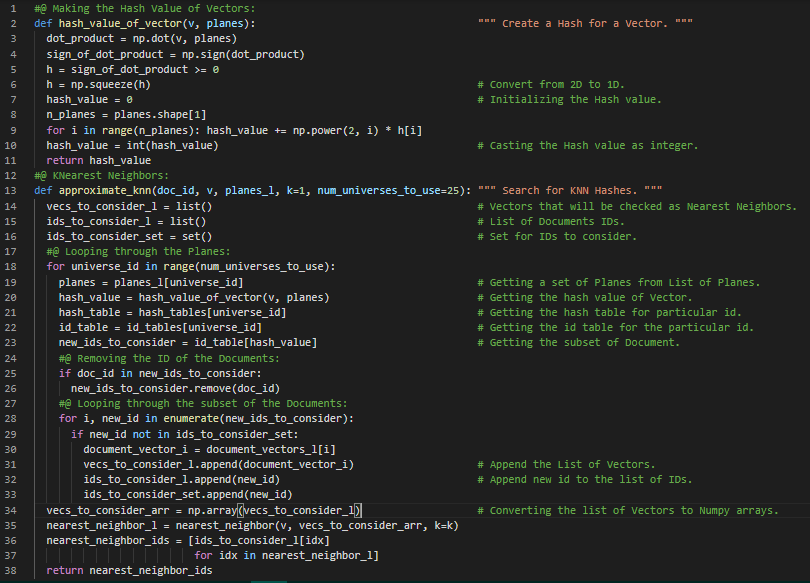 1 #@ Making the Hash Value of Vectors:
2 def hash_value_of_vector(v, planes): """ Create a Hash for a Vector. """
3 dot_product = np.dot(v, planes)
4 sign_of_dot_product = np.sign(dot_product)
5 h = sign_of_dot_product >= 0
6 h = np.squeeze(h) # Convert from 2D to 1D.
7 hash_value = 0 # Initializing the Hash value.
8 n_planes = planes.shape[1]
9 for i in range(n_planes): hash_value += np.power(2, i) * h[i]
10 hash_value = int(hash_value) # Casting the Hash value as integer.
11 return hash_value
12 #@ KNearest Neighbors:
13 def approximate_knn(doc_id, v, planes_l, k=1, num_universes_to_use=25): """ Search for KNN Hashes. """
14 vecs_to_consider_l = list() # Vectors that will be checked as Nearest Neighbors.
15 ids_to_consider_l = list() # List of Documents IDs.
16 ids_to_consider_set = set() # Set for IDs to consider.
17 #@ Looping through the Planes:
18 for universe_id in range(num_universes_to_use):
19 planes = planes_l[universe_id] # Getting a set of Planes from List of Planes.
20 hash_value = hash_value_of_vector(v, planes) # Getting the hash value of Vector.
21 hash_table = hash_tables[universe_id] # Getting the hash table for particular id.
22 id_table = id_tables[universe_id] # Getting the id table for the particular id.
23 new_ids_to_consider = id_table[hash_value] # Getting the subset of Document.
24 #@ Removing the ID of the Documents:
25 if doc_id in new_ids_to_consider:
26 new_ids_to_consider.remove(doc_id)
27 #@ Looping through the subset of the Documents:
28 for i, new_id in enumerate(new_ids_to_consider):
29 if new_id not in ids_to_consider_set:
30 document_vector_i = document_vectors_l[i]
31 vecs_to_consider_l.append(document_vector_i) # Append the List of Vectors.
32 ids_to_consider_l.append(new_id) # Append new id to the list of IDs.
33 ids_to_consider_set.append(new_id)
34 vecs_to_consider_arr = np.array(vecs_to_consider_l) # Converting the list of Vectors to Numpy arrays.
35 nearest_neighbor_l = nearest_neighbor(v, vecs_to_consider_arr, k=k)
36 nearest_neighbor_ids = [ids_to_consider_l[idx]
37 for idx in nearest_neighbor_l]
38 return nearest_neighbor_ids